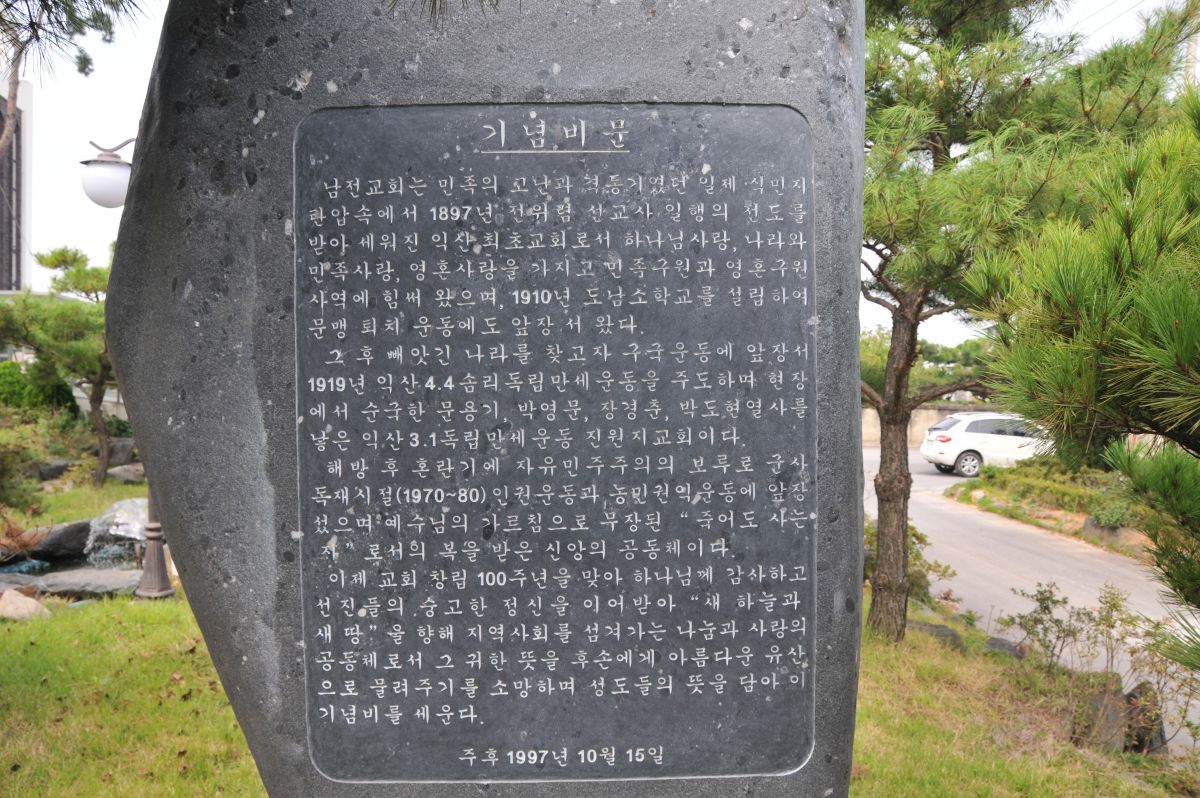 기념비문
남전교회는 민족의 고난과 격동기였던 일제 식민지
탄압속에서 1897년 전위렴 선교사 일행의 전도를
받아 세워진 익산 최초교회로서 하나님사랑, 나라와
민족사랑, 영혼사랑을 가지고 민족구원과 영혼구원
사역에 힘써 왔으며, 1910년 도남소학교를 설립하여
문맹 퇴치 운동에도 앞장 서 왔다.
그 후 빼앗긴 나라를 찾고자 구국운동에 앞장서
1919년 익산 4.4 솜리독립만세운동을 주도하며 현장
에서 순국한 문용기, 박영문, 장경춘, 박도현열사를
낳은 익산 3.1독립만세운동 진원지교회이다.
해방 후 혼란기에 자유민주주의의 보루로 군사
독재시절(1970~80) 인권운동과 농민권익운동에 앞장
섰으며 예수님의 가르침으로 무장된 “죽어도 사는
자” 로서의 복을 받은 신앙의 공동체이다.
이제 교회 창립 100주년을 맞아 하나님께 감사하고
선진들의 숭고한 정신을 이어받아 “새 하늘과
새 땅” 을 향해 지역사회를 섬겨가는 나눔과 사랑의
공동체로서 그 귀한 뜻을 후손에게 아름다운 유산
으로 물려주기를 소망하며 성도들의 뜻을 담아 이
기념비를 세운다.
주후 1997년 10월 15일